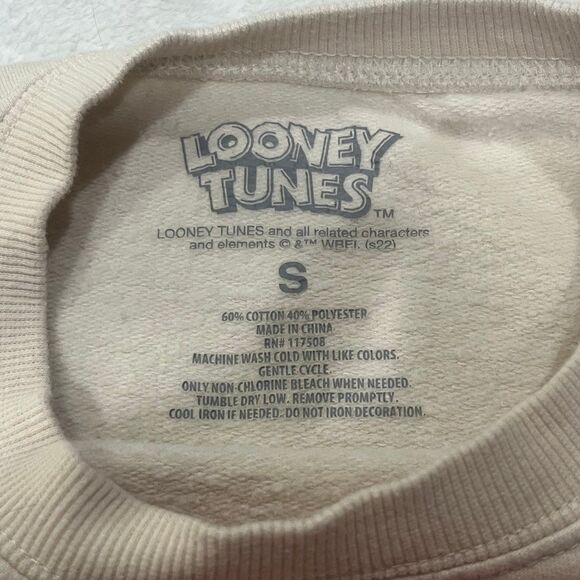 LOONEY
TUNES
TM
LOONEY TUNES and all related characters
and elements © &™ WBEI. (s22)
S
60% COTTON 40% POLYESTER
MADE IN CHINA
RN# 117508
MACHINE WASH COLD WITH LIKE COLORS.
GENTLE CYCLE.
ONLY NON-CHLORINE BLEACH WHEN NEEDED.
TUMBLE DRY LOW. REMOVE PROMPTLY.
COOL IRON IF NEEDED. DO NOT IRON DECORATION.